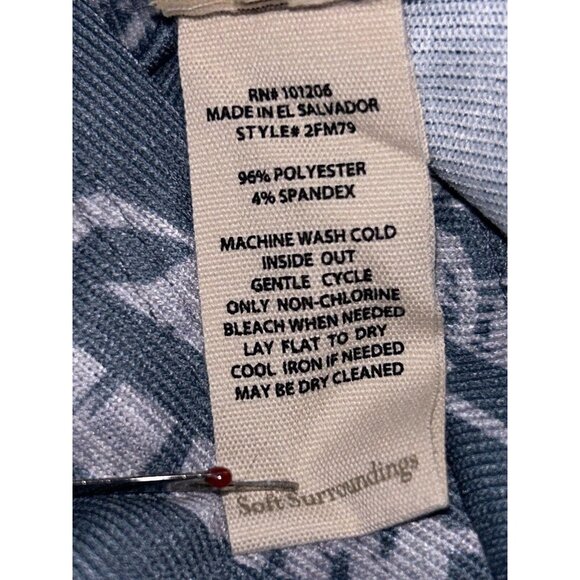 RN# 101206
MADE IN EL SALVADOR
STYLE# 2FM79
96% POLYESTER
4% SPANDEX
MACHINE WASH COLD
INSIDE OUT
GENTLE CYCLE
ONLY NON-CHLORINE
BLEACH WHEN NEEDED
LAY FLAT TO DRY
COOL IRON IF NEEDED
MAY BE DRY CLEANED
Soft Surroundings